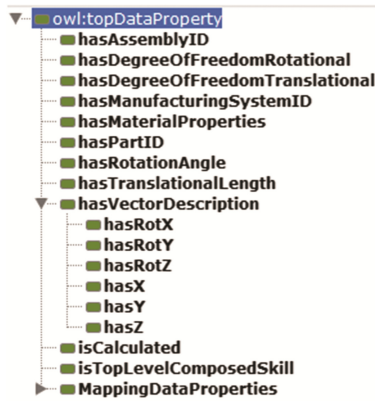 owl:topDataProperty
hasAssemblyID
hasDegreeOfFreedomRotational
hasDegreeOfFreedomTranslational
hasManufacturingSystemID
hasMaterialProperties
hasPartID
hasRotationAngle
hasTranslationalLength
hasVectorDescription
hasRotX
hasRotY
hasRotZ
hasX
hasY
hasZ
isCalculated
isTopLevelComposedSkill
MappingDataProperties